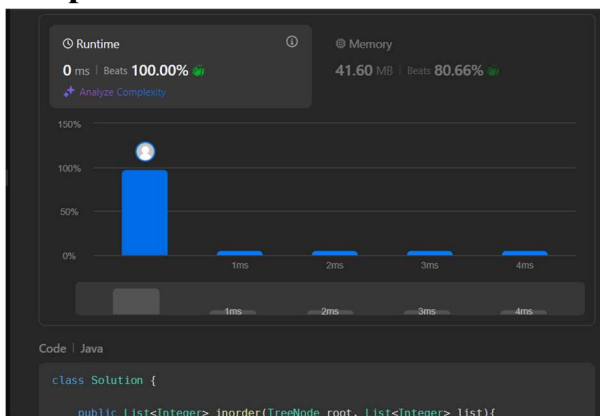 Runtime
0 ms | Beats 100.00%
Analyze Complexity
Memory
41.60 MB | Beats 80.66%
150%
100%
50%
0%
1ms 2ms 3ms 4ms
1ms 2ms 3ms 4ms
Code | Java
class Solution {
public List<Integer> inorder(TreeNode root, List<Integer> list){